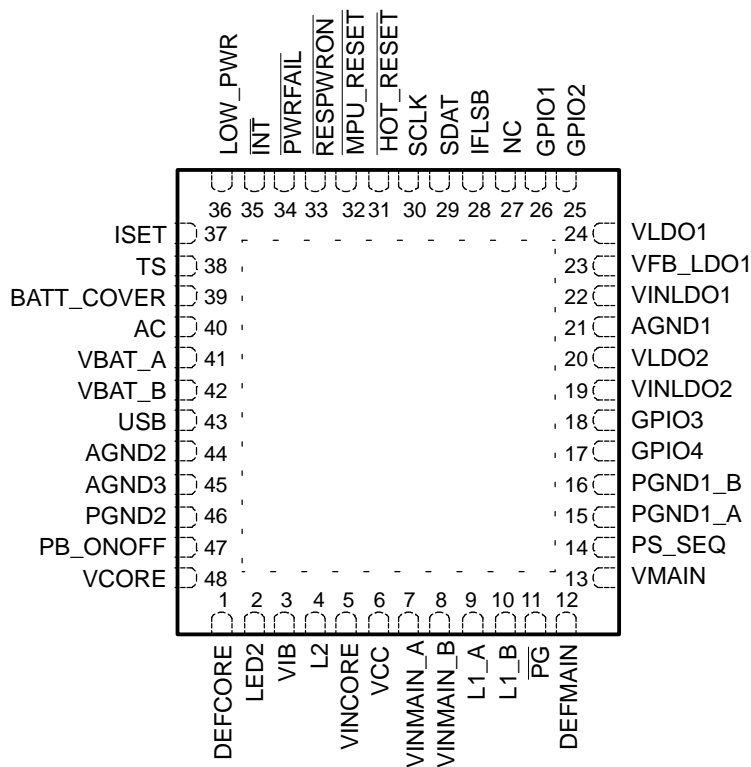 LOW_PWR
INT
PWRFAIL
RESPWRON
MPU_RESET
HOT_RESET
SCLK
SDAT
IFLSB
NC
GPIO1
GPIO2
36 35 34 33 32 31 30 29 28 27 26 25
ISET 37 24 VLDO1
TS 38 23 VFB_LDO1
BATT_COVER 39 22 VINLDO1
AC 40 21 AGND1
VBAT_A 41 20 VLDO2
VBAT_B 42 19 VINLDO2
USB 43 18 GPIO3
AGND2 44 17 GPIO4
AGND3 45 16 PGND1_B
PGND2 46 15 PGND1_A
PB_ONOFF 47 14 PS_SEQ
VCORE 48 13 VMAIN
1 2 3 4 5 6 7 8 9 10 11 12
DEFCORE
LED2
VIB
L2
VINCORE
VCC
VINMAIN_A
VINMAIN_B
L1_A
L1_B
PG
DEFMAIN